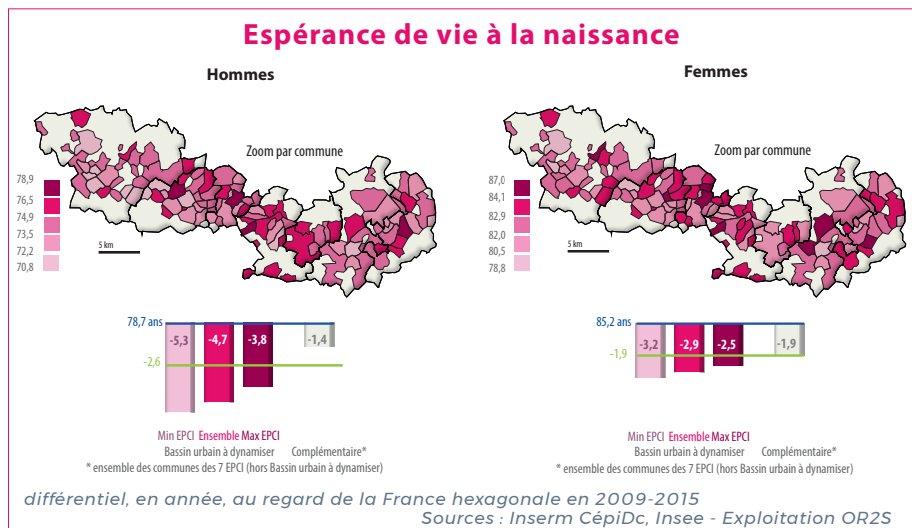 Espérance de vie à la naissance
Hommes
Zoom par commune
78,9
76,5
74,9
73,5
72,2
70,8
5 km
78,7 ans
-5,3
-4,7
-3,8
-1,4
-2,6
Min EPCI Ensemble Max EPCI
Bassin urbain à dynamiser Complémentaire*
* ensemble des communes des 7 EPCI (hors Bassin urbain à dynamiser)
Femmes
Zoom par commune
87,0
84,1
82,9
82,0
80,5
78,8
5 km
85,2 ans
-3,2
-2,9
-2,5
-1,9
-1,9
Min EPCI Ensemble Max EPCI
Bassin urbain à dynamiser Complémentaire*
* ensemble des communes des 7 EPCI (hors Bassin urbain à dynamiser)
différentiel, en année, au regard de la France hexagonale en 2009-2015
Sources : Inserm CépiDc, Insee - Exploitation OR2S